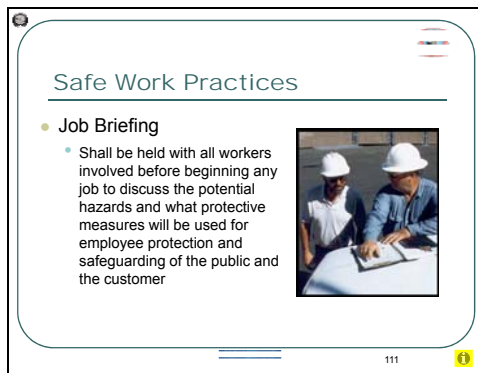 Safe Work Practices
Job Briefing
Shall be held with all workers
involved before beginning any
job to discuss the potential
hazards and what protective
measures will be used for
employee protection and
safeguarding of the public and
the customer
111